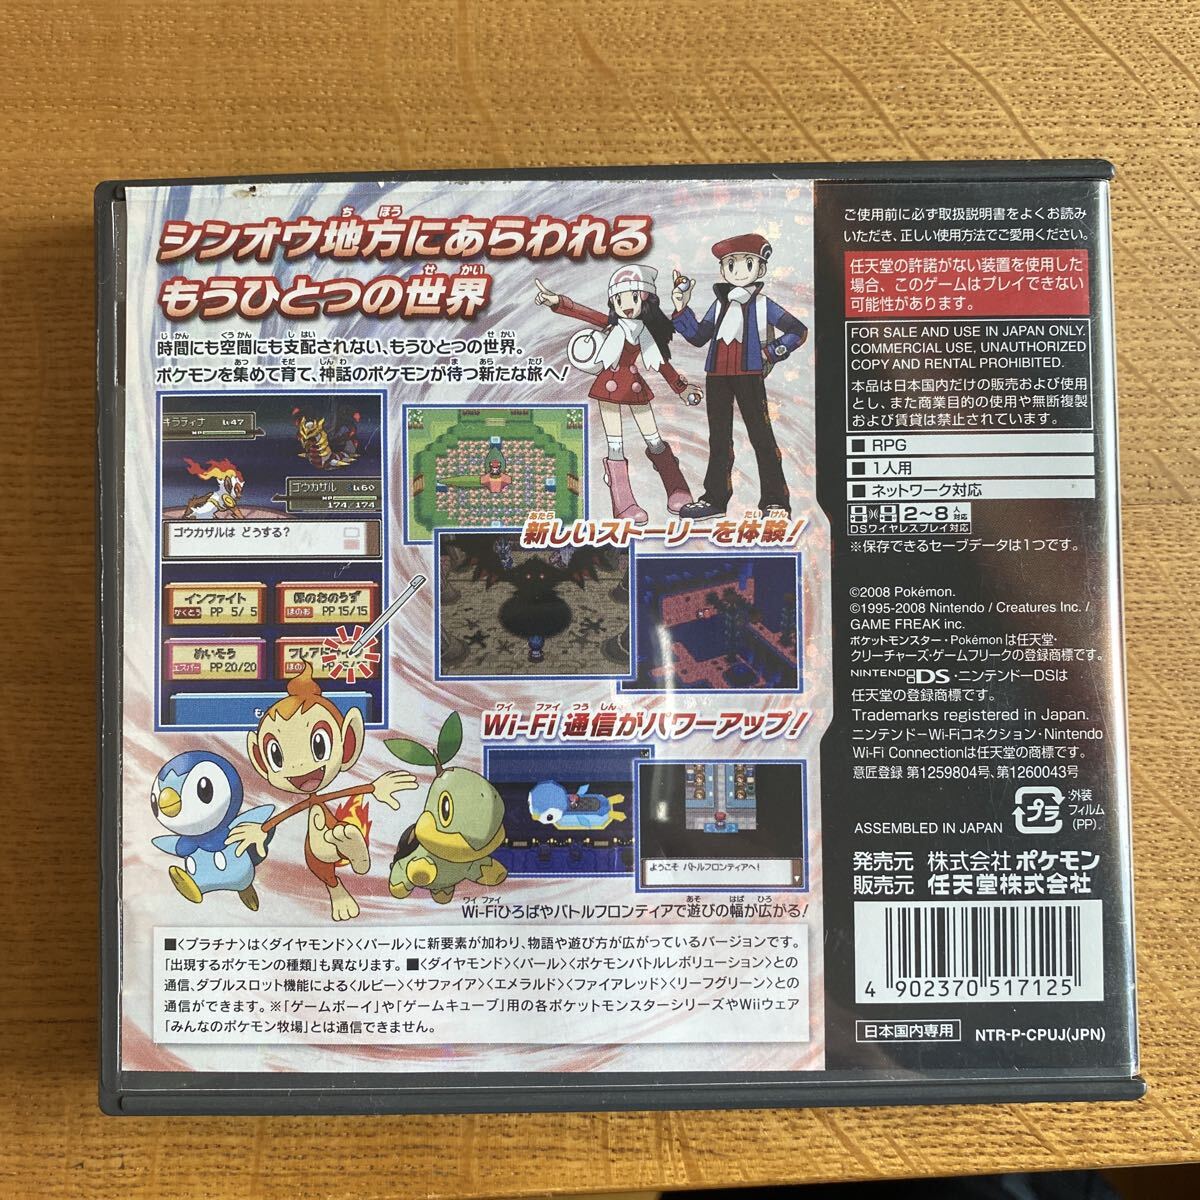 シンオウ地方にあらわれる
もうひとつの世界
時間にも空間にも支配されない、もうひとつの世界。
ポケモンを集めて育て、神話のポケモンが待つ新たな旅へ!
ギラティナ Lv47
HP
ゴウカザル Lv60
HP
174/174
ゴウカザルは どうする?
インファイト
かくとう PP 5/5
ほのおのうず
ほのお PP15/15
めいそう
エスパー PP20/20
新しいストーリーを体験!
Wi-Fi 通信がパワーアップ!
ようこそ バトルフロンティアへ!
Wi-Fiひろばやバトルフロンティアで遊びの幅が広がる!
■<プラチナ>は<ダイヤモンド><パール>に新要素が加わり、物語や遊び方が広がっているバージョンです。
「出現するポケモンの種類」も異なります。■<ダイヤモンド><パール><ポケモンバトルレボリューション>との
通信、ダブルスロット機能による<ルビー><サファイア><エメラルド><ファイアレッド><リーフグリーン>との
通信ができます。※「ゲームボーイ」や「ゲームキューブ」用の各ポケットモンスターシリーズやWiiウェア
「みんなのポケモン牧場」とは通信できません。
ご使用前に必ず取扱説明書をよくお読み
いただき、正しい使用方法でご愛用ください。
任天堂の許諾がない装置を使用した
場合、このゲームはプレイできない
可能性があります。
FOR SALE AND USE IN JAPAN ONLY.
COMMERCIAL USE, UNAUTHORIZED
COPY AND RENTAL PROHIBITED.
本品は日本国内だけの販売および使用
とし、また商業目的の使用や無断複製
および賃貸は禁止されています。
■ RPG
■ 1人用
■ ネットワーク対応
2〜8人対応
DSワイヤレスプレイ対応
※保存できるセーブデータは1つです。
©2008 Pokémon.
©1995-2008 Nintendo / Creatures Inc. /
GAME FREAK inc.
ポケットモンスター・Pokémonは任天堂・
クリーチャーズ・ゲームフリークの登録商標です。
NINTENDO DS・ニンテンドーDSは
任天堂の登録商標です。
Trademarks registered in Japan.
ニンテンドーWi-Fiコネクション・Nintendo
Wi-Fi Connectionは任天堂の商標です。
意匠登録 第1259804号、第1260043号
プラ
外装
フィルム
(PP)
ASSEMBLED IN JAPAN
発売元 株式会社 ポケモン
販売元 任天堂株式会社
4 902370 517125
日本国内専用
NTR-P-CPUJ(JPN)